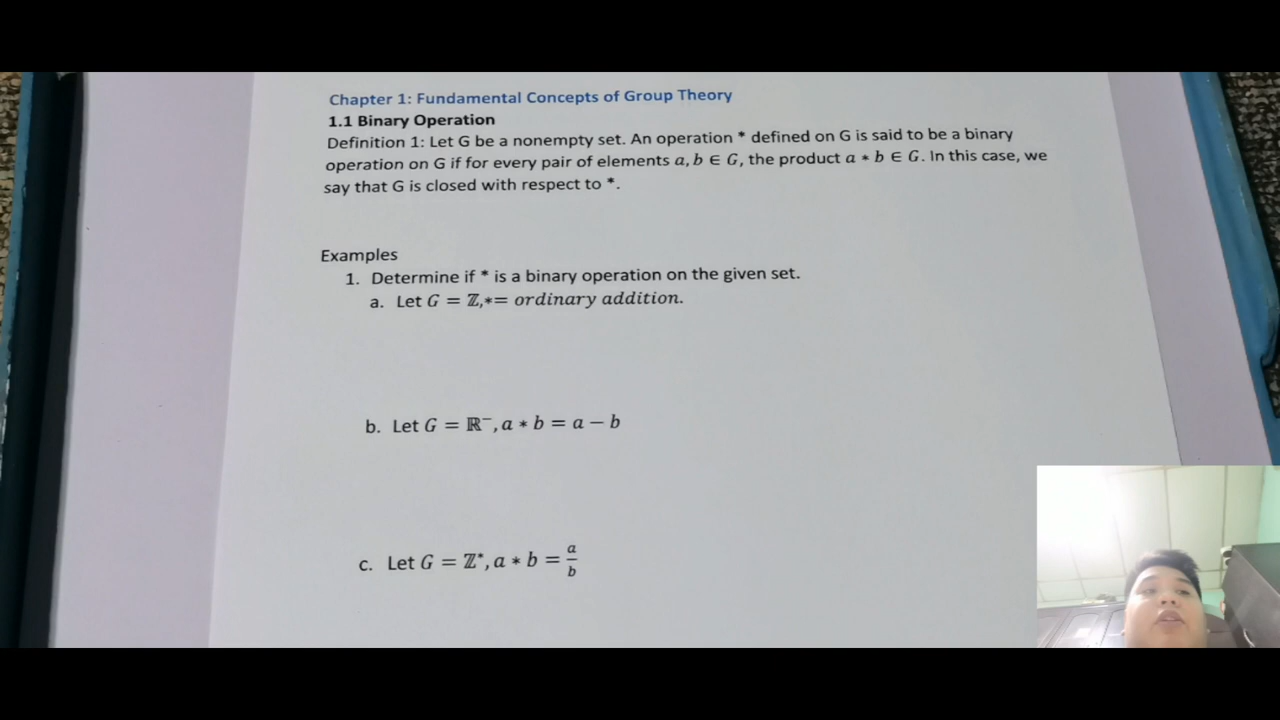 Chapter 1: Fundamental Concepts of Group Theory
1.1 Binary Operation
Definition 1: Let G be a nonempty set. An operation * defined on G is said to be a binary
operation on G if for every pair of elements a, b ∈ G, the product a ∗ b ∈ G. In this case, we
say that G is closed with respect to *.
Examples
1. Determine if * is a binary operation on the given set.
a. Let G = ℤ,∗= ordinary addition.
b. Let G = ℝ⁻, a ∗ b = a − b
c. Let G = ℤ*, a ∗ b = a/b